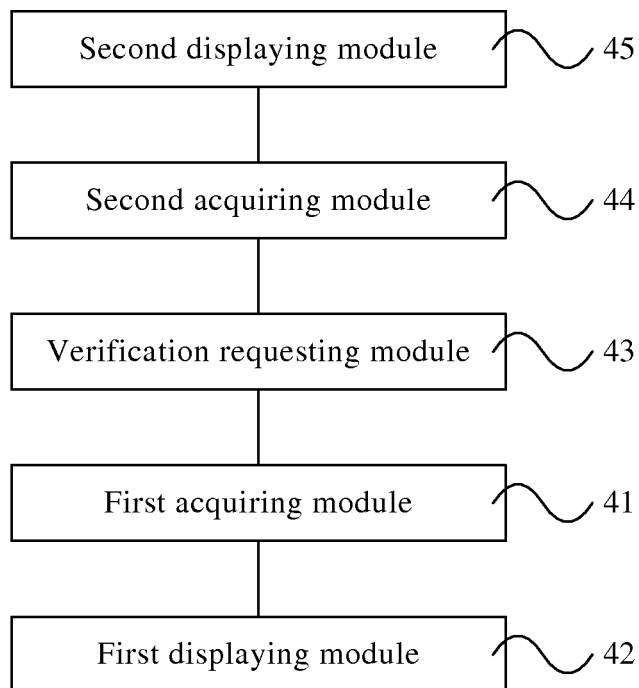 Second displaying module 45
Second acquiring module 44
Verification requesting module 43
First acquiring module 41
First displaying module 42